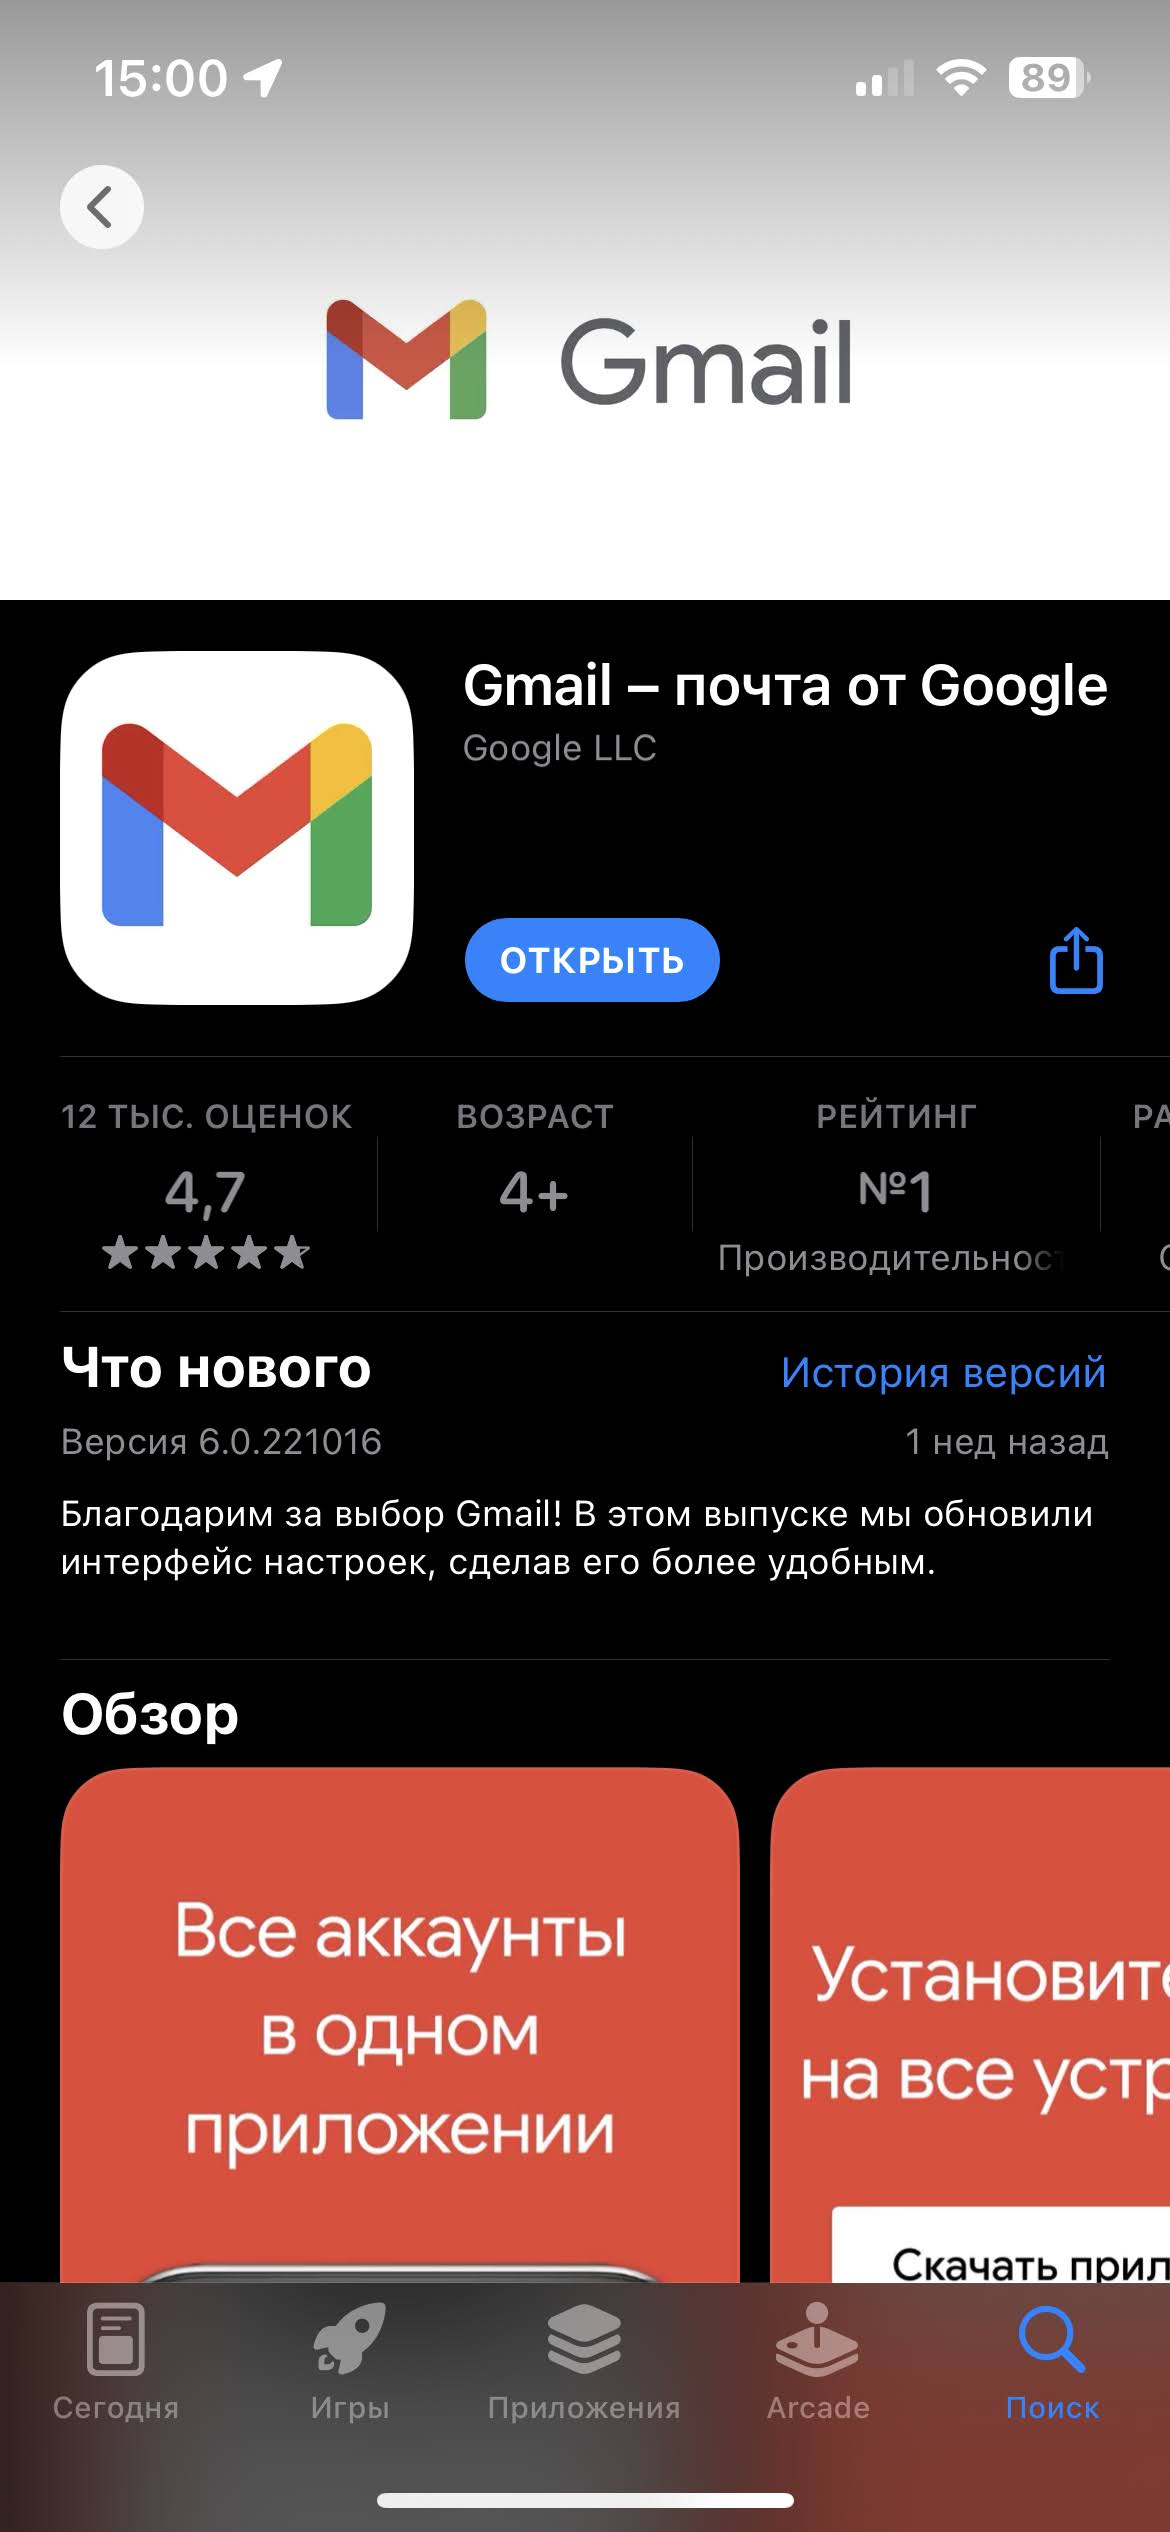 15:00
89
Gmail
Gmail – почта от Google
Google LLC
ОТКРЫТЬ
12 ТЫС. ОЦЕНОК
4,7
ВОЗРАСТ
4+
РЕЙТИНГ
№1
Производительност
РА
Что нового
История версий
Версия 6.0.221016
1 нед назад
Благодарим за выбор Gmail! В этом выпуске мы обновили
интерфейс настроек, сделав его более удобным.
Обзор
Все аккаунты
в одном
приложении
Установите
на все устр
Скачать прил
Сегодня
Игры
Приложения
Arcade
Поиск